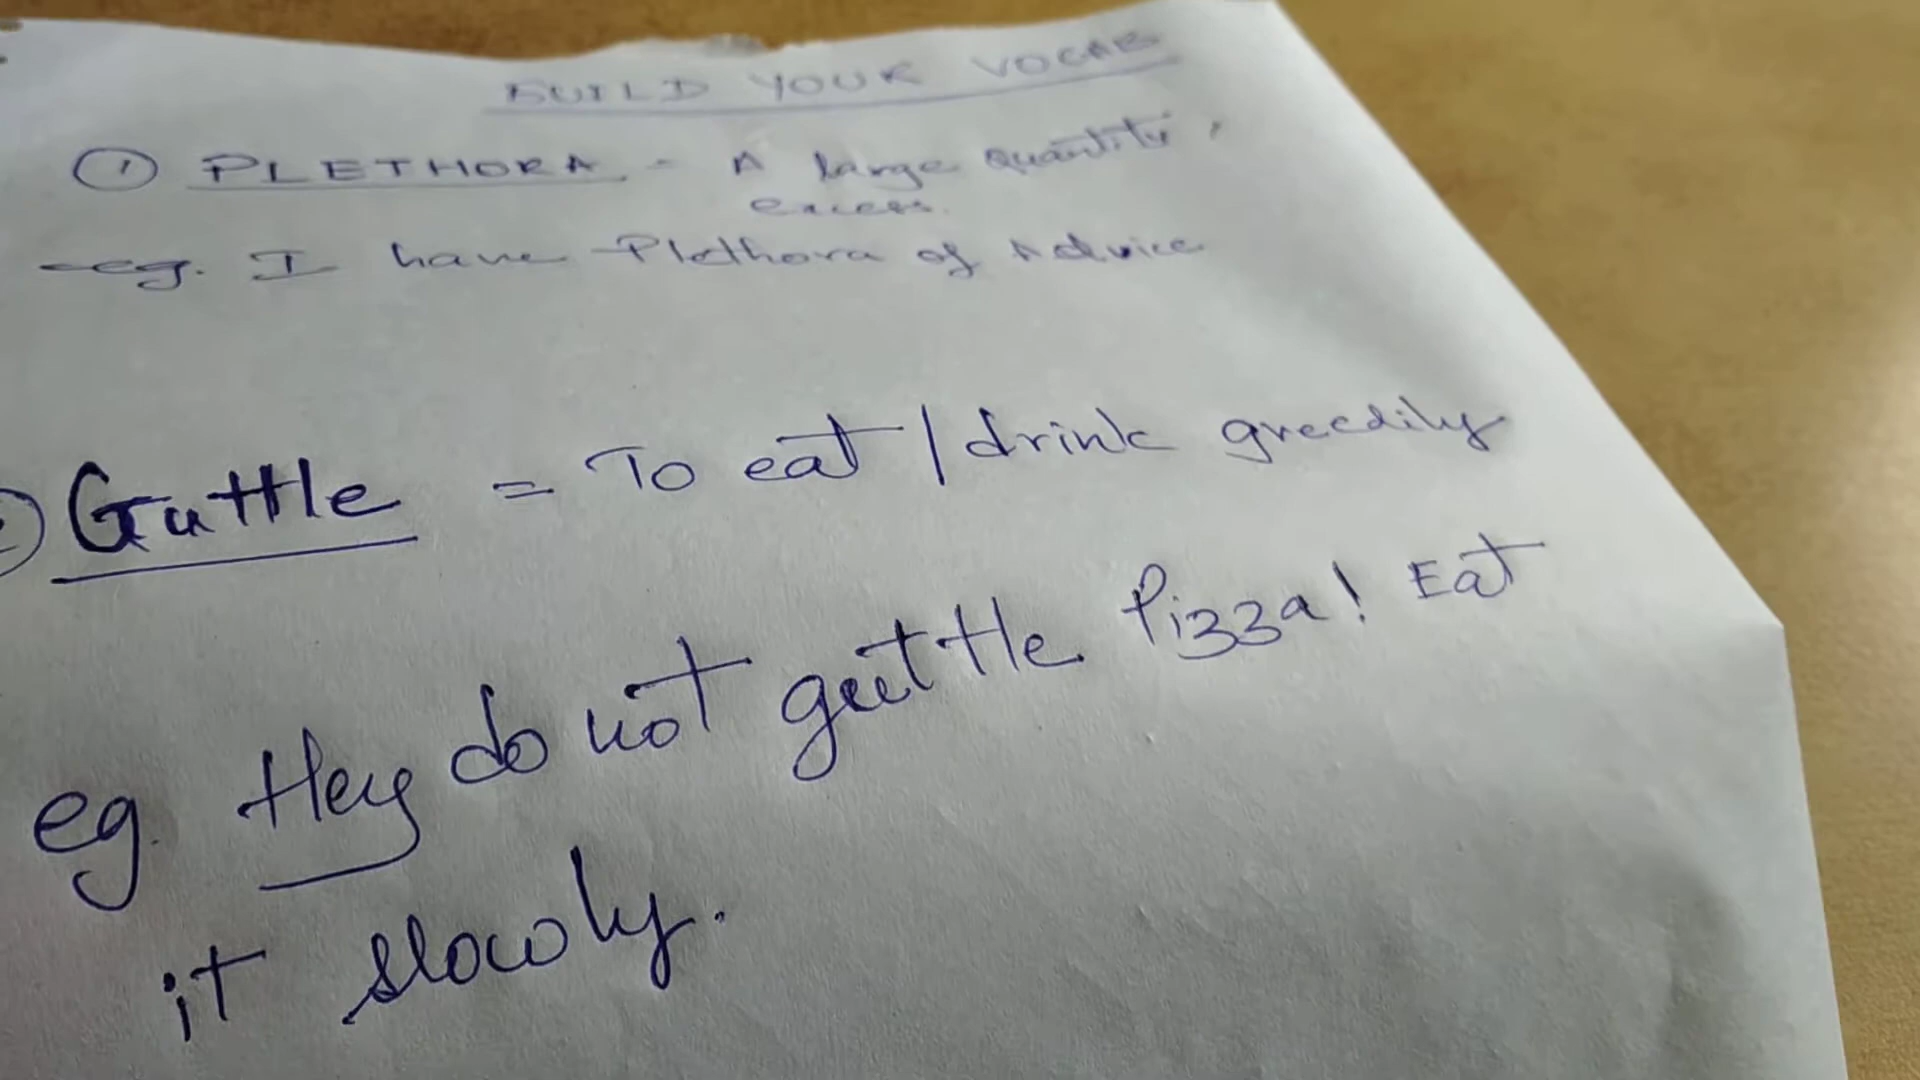 BUILD YOUR VOCAB
① PLETHORA - A large Quantity,
excess.
eg. I have Plethora of Advice
Guttle = To eat / drink greedily
eg. Hey do not guttle Pizza! Eat
it slowly.